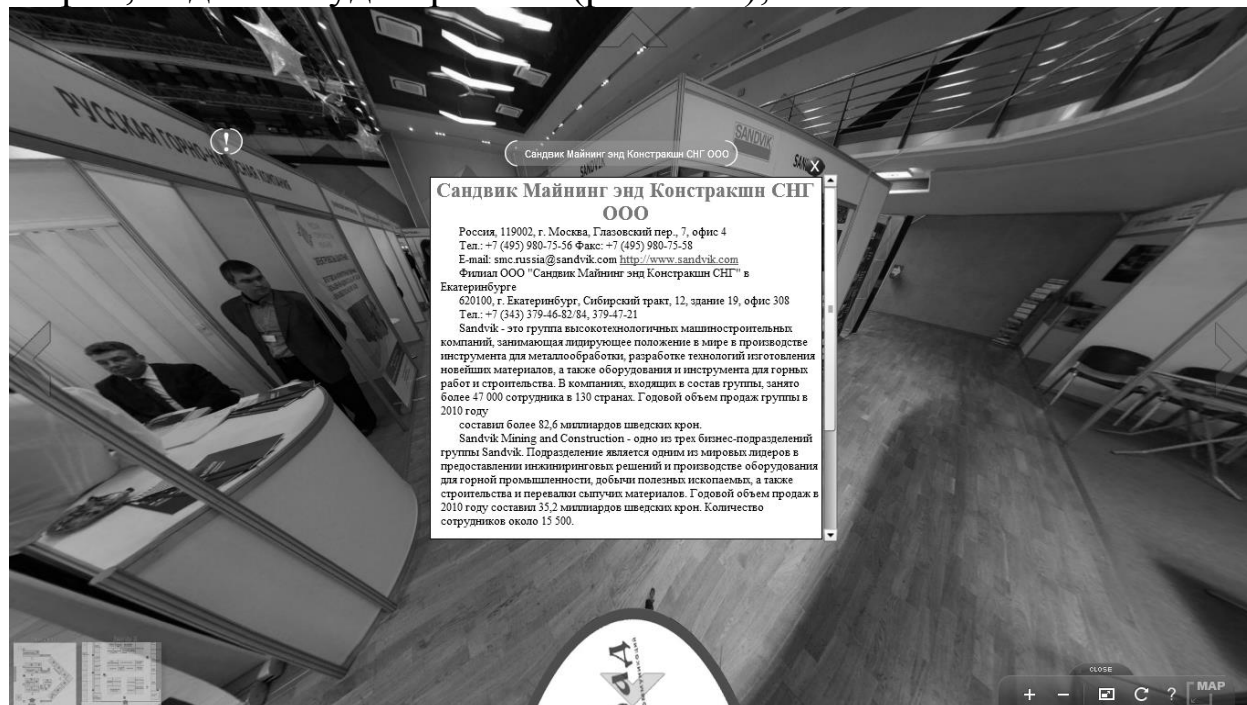 РУССКАЯ ГОРНО-
КОМПАНИЯ
SANDVIK
SANDVIK
Сандвик Майнинг энд Констракшн СНГ ООО
X
Сандвик Майнинг энд Констракшн СНГ
ООО
Россия, 119002, г. Москва, Глазовский пер., 7, офис 4
Тел.: +7 (495) 980-75-56 Факс: +7 (495) 980-75-58
E-mail: smc.russia@sandvik.com http://www.sandvik.com
Филиал ООО "Сандвик Майнинг энд Констракшн СНГ" в
Екатеринбурге
620100, г. Екатеринбург, Сибирский тракт, 12, здание 19, офис 308
Тел.: +7 (343) 379-46-82/84, 379-47-21
Sandvik - это группа высокотехнологичных машиностроительных
компаний, занимающая лидирующее положение в мире в производстве
инструмента для металлообработки, разработке технологий изготовления
новейших материалов, а также оборудования и инструмента для горных
работ и строительства. В компаниях, входящих в состав группы, занято
более 47 000 сотрудника в 130 странах. Годовой объем продаж группы в
2010 году
составил более 82,6 миллиардов шведских крон.
Sandvik Mining and Construction - одно из трех бизнес-подразделений
группы Sandvik. Подразделение является одним из мировых лидеров в
предоставлении инжиниринговых решений и производстве оборудования
для горной промышленности, добычи полезных ископаемых, а также
строительства и перевалки сыпучих материалов. Годовой объем продаж в
2010 году составил 35,2 миллиардов шведских крон. Количество
сотрудников около 15 500.
CLOSE
+ − ?
MAP